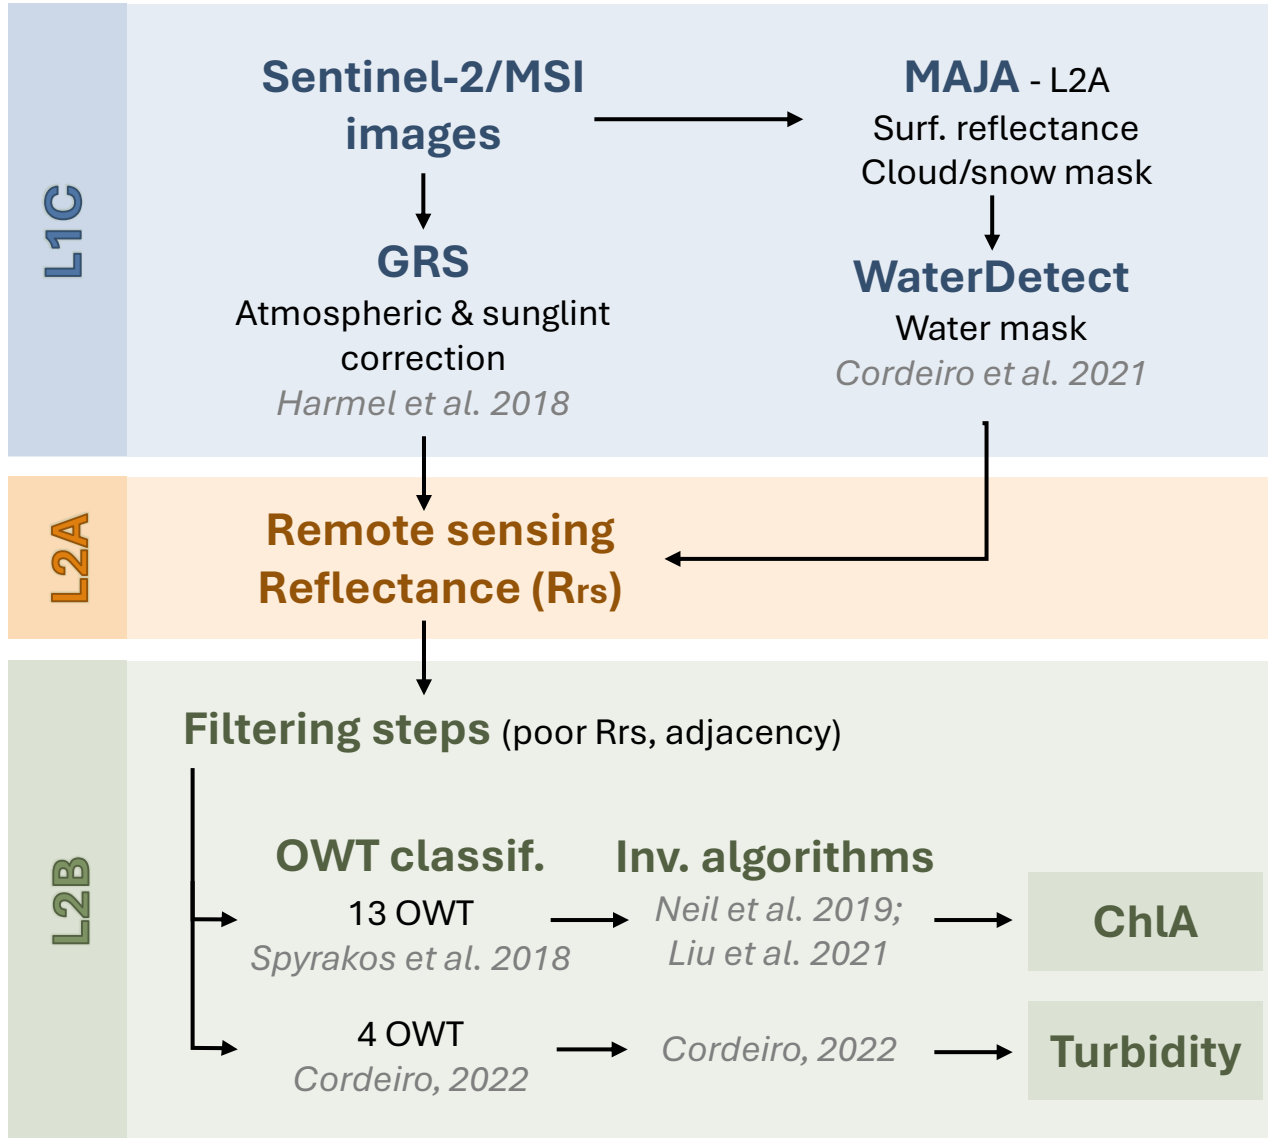 L1C
Sentinel-2/MSI
images
MAJA - L2A
Surf. reflectance
Cloud/snow mask
GRS
Atmospheric & sunglint
correction
Harmel et al. 2018
WaterDetect
Water mask
Cordeiro et al. 2021
L2A
Remote sensing
Reflectance (Rrs)
L2B
Filtering steps (poor Rrs, adjacency)
OWT classif.
13 OWT
Spyrakos et al. 2018
Inv. algorithms
Neil et al. 2019;
Liu et al. 2021
ChlA
4 OWT
Cordeiro, 2022
Cordeiro, 2022
Turbidity